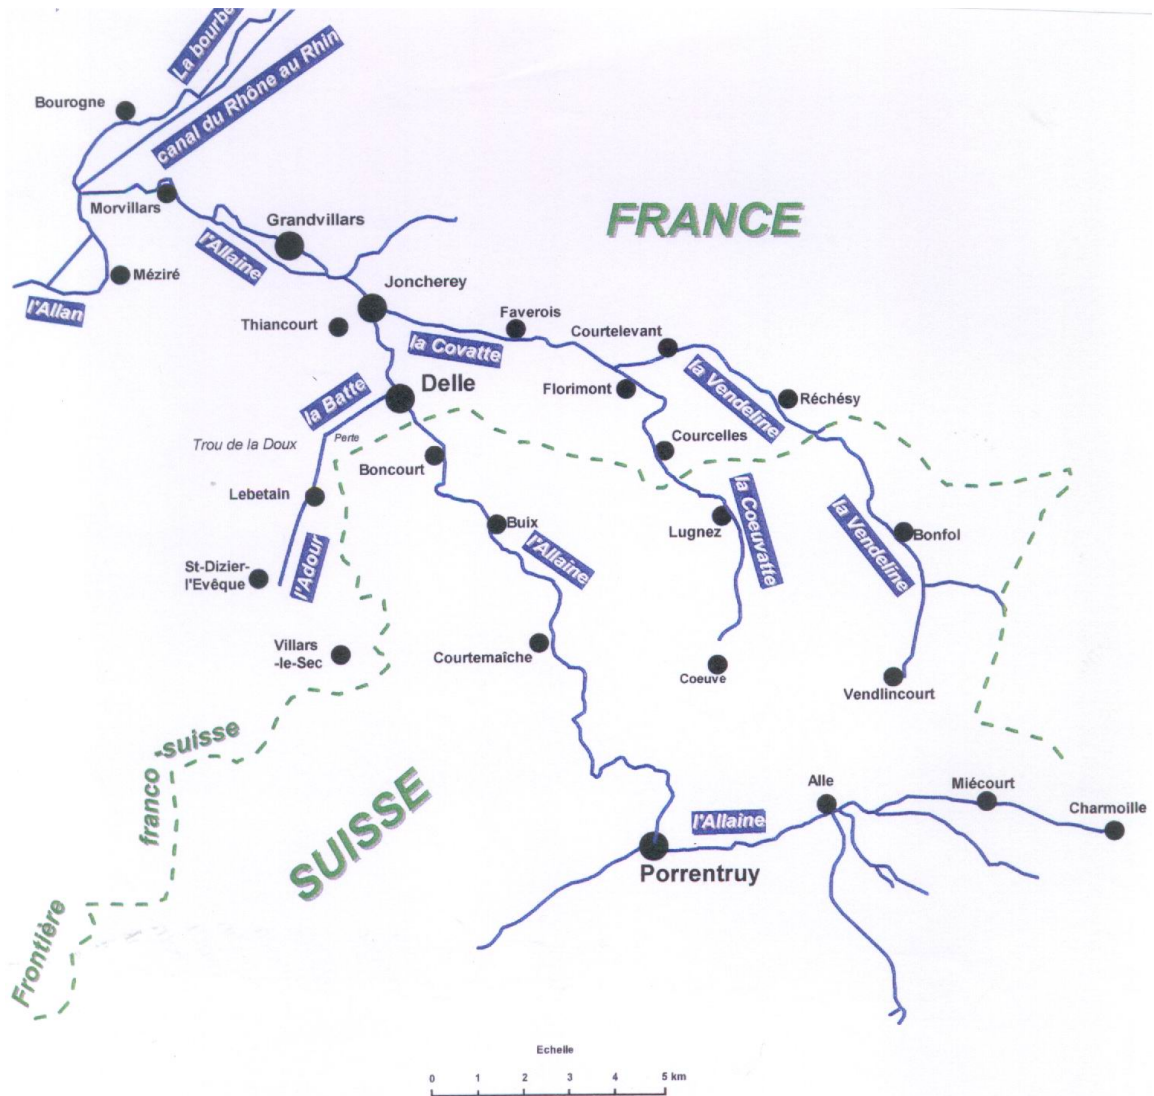 La bourbe
canal du Rhône au Rhin
Bourogne
Morvillars
Grandvillars
l'Allaine
FRANCE
Méziré
l'Allan
Joncherey
Thiancourt
Faverois
Courtelevant
la Covatte
la Vendeline
Delle
la Batte
Florimont
Réchésy
Trou de la Doux
Perte
Courcelles
Boncourt
Lebetain
Buix
Lugnez
la Coeuvatte
la Vendeline
Bonfol
l'Allaine
St-Dizier-
l'Evêque
l'Adour
Villars
-le-Sec
Courtemaîche
Coeuve
Vendlincourt
Frontière
franco
-suisse
SUISSE
Alle
Miécourt
Charmoille
l'Allaine
Porrentruy
Echelle
0 1 2 3 4 5 km